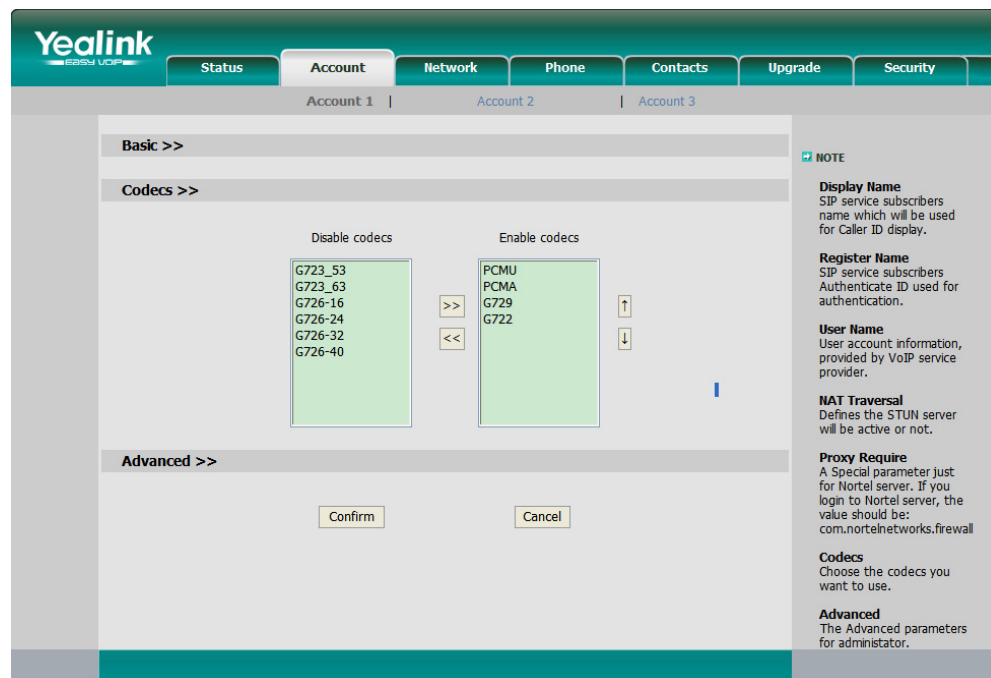 Yealink
EASY VOIP
Status Account Network Phone Contacts Upgrade Security
Account 1 | Account 2 | Account 3
Basic >>
Codecs >>
Disable codecs
G723_53
G723_63
G726-16
G726-24
G726-32
G726-40
>>
<<
Enable codecs
PCMU
PCMA
G729
G722
↑
↓
Advanced >>
Confirm Cancel
NOTE
Display Name
SIP service subscribers
name which will be used
for Caller ID display.
Register Name
SIP service subscribers
Authenticate ID used for
authentication.
User Name
User account information,
provided by VoIP service
provider.
NAT Traversal
Defines the STUN server
will be active or not.
Proxy Require
A Special parameter just
for Nortel server. If you
login to Nortel server, the
value should be:
com.nortelnetworks.firewall
Codecs
Choose the codecs you
want to use.
Advanced
The Advanced parameters
for administator.